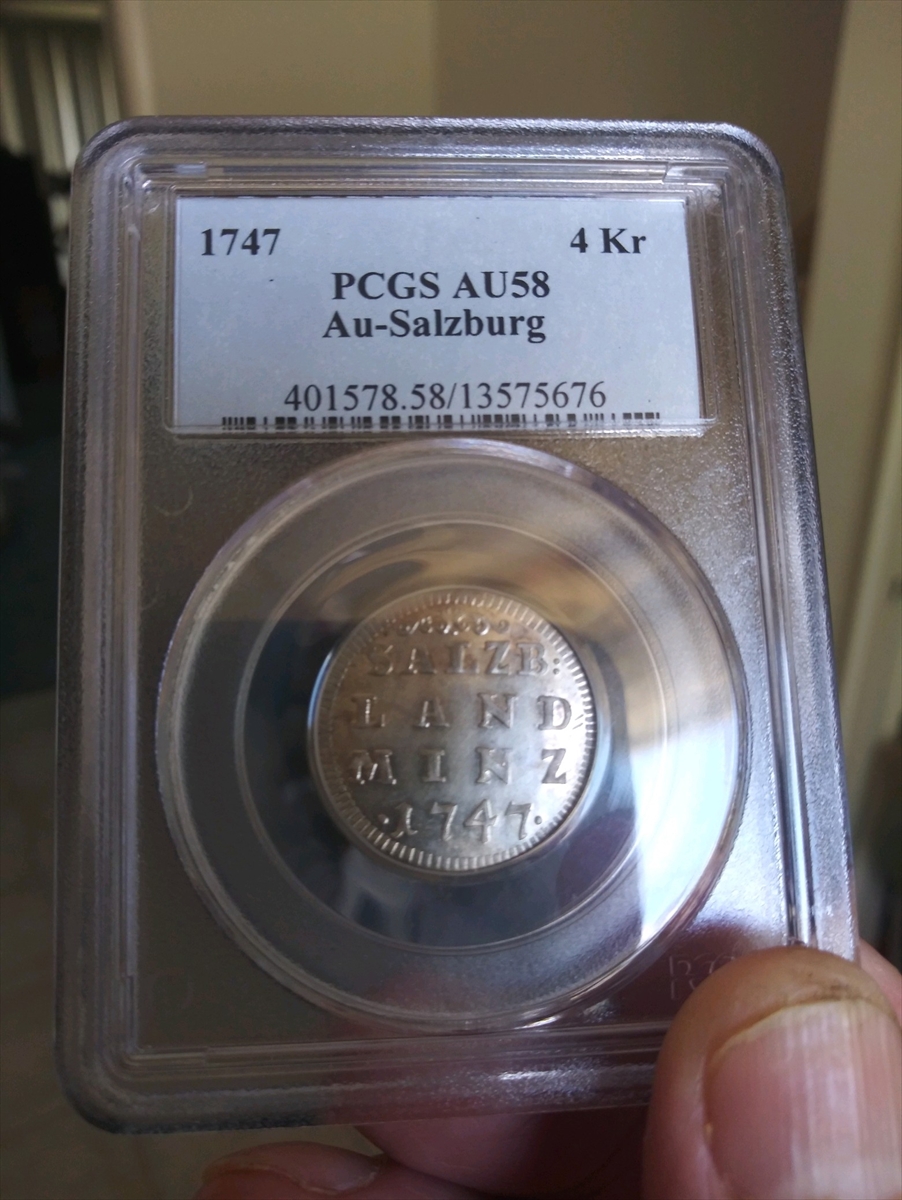 1747 4 Kr
PCGS AU58
Au-Salzburg
401578.58/13575676
SALZB:
LAND
MINZ
·1747·